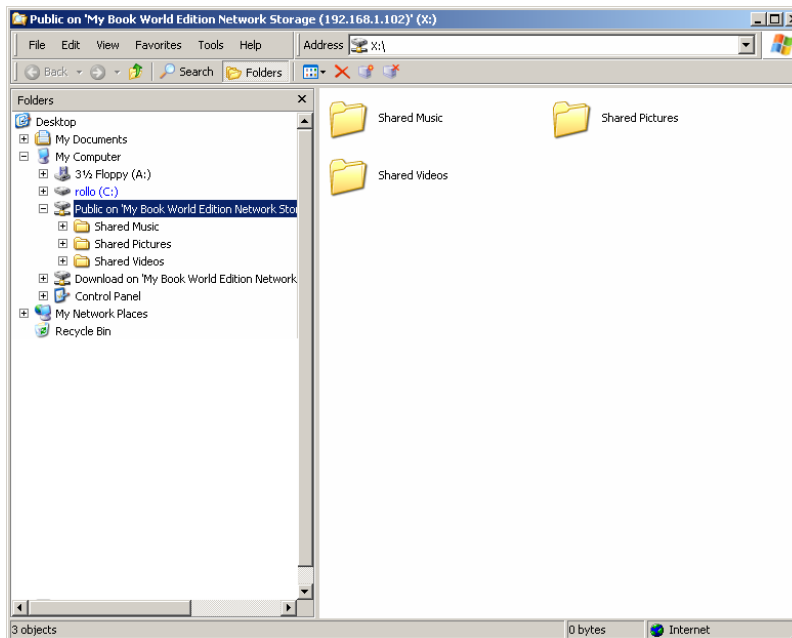 Public on 'My Book World Edition Network Storage (192.168.1.102)' (X:)
File Edit View Favorites Tools Help Address X:\
Back Search Folders
Folders
Desktop
My Documents
My Computer
3½ Floppy (A:)
rollo (C:)
Public on 'My Book World Edition Network Stor
Shared Music
Shared Pictures
Shared Videos
Download on 'My Book World Edition Network
Control Panel
My Network Places
Recycle Bin
Shared Music Shared Pictures
Shared Videos
3 objects 0 bytes Internet